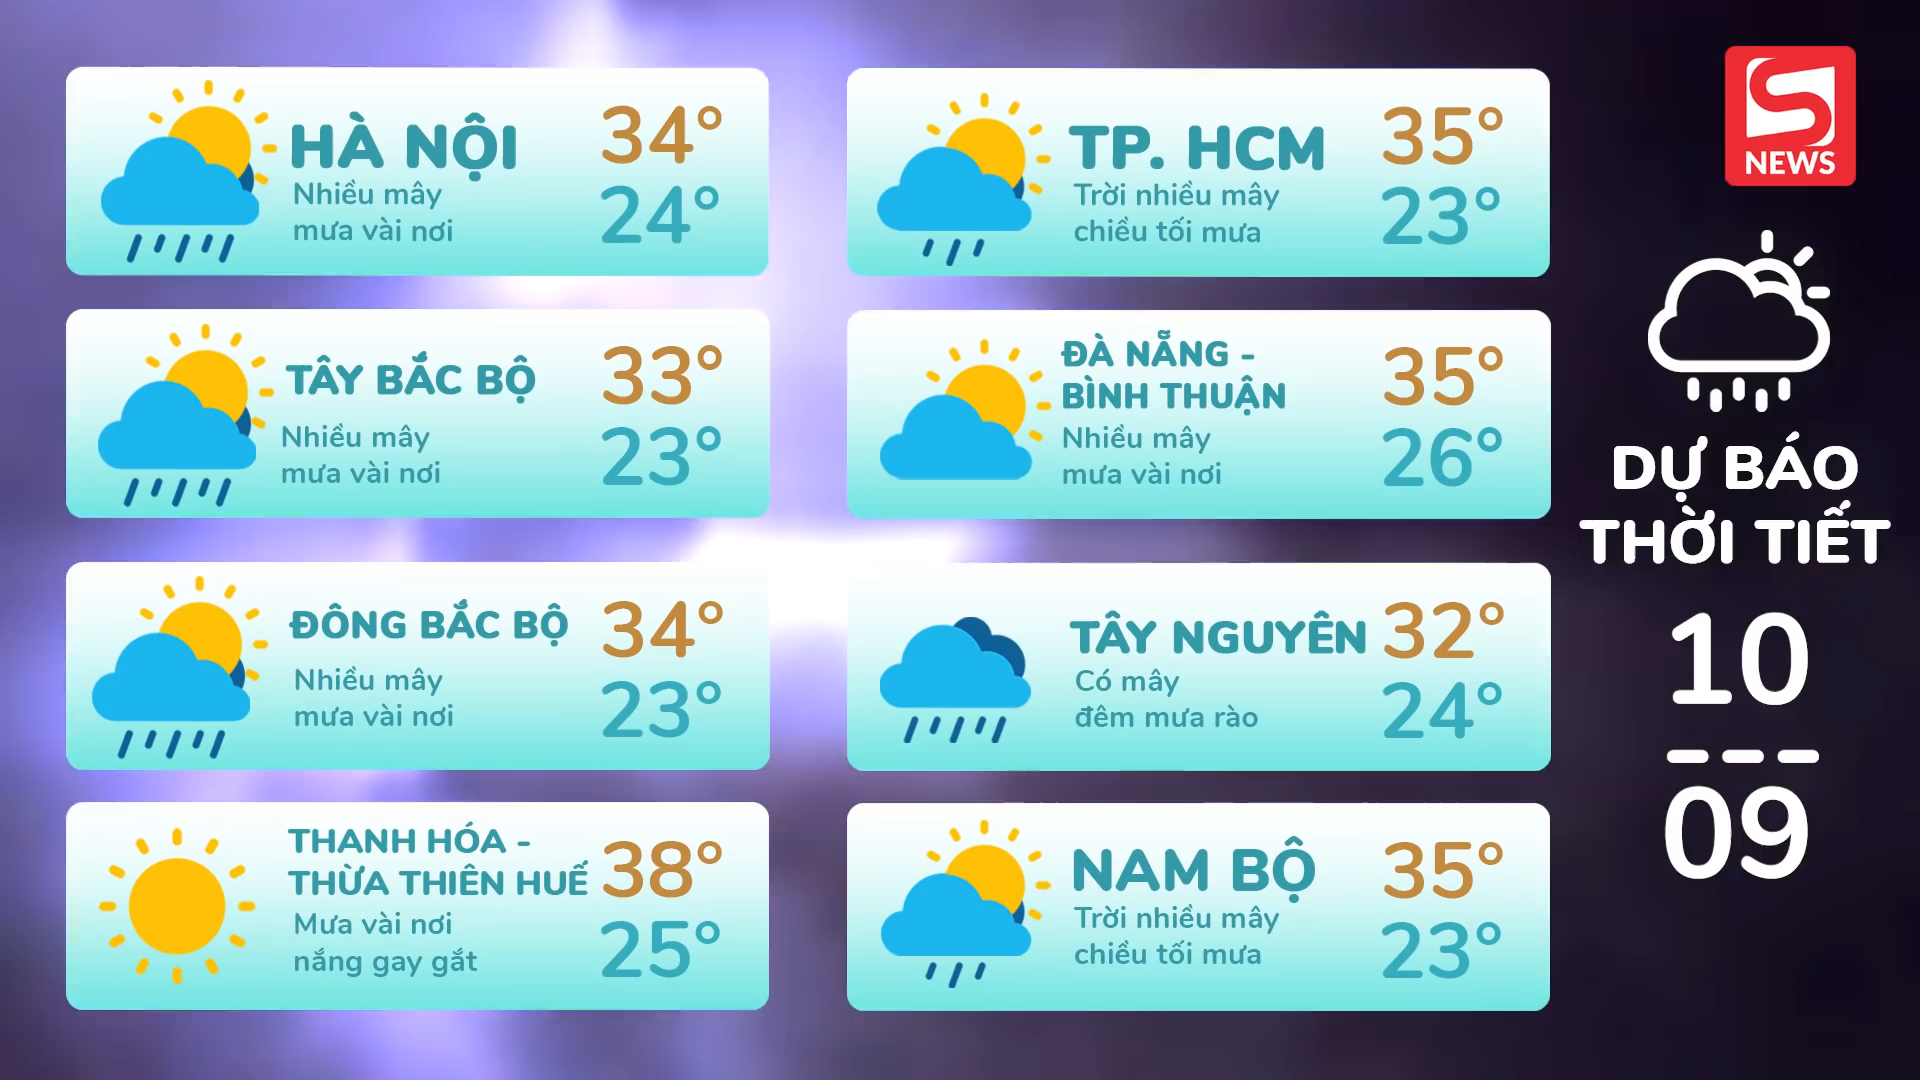 HÀ NỘI
Nhiều mây
mưa vài nơi
34°
24°
TP. HCM
Trời nhiều mây
chiều tối mưa
35°
23°
TÂY BẮC BỘ
Nhiều mây
mưa vài nơi
33°
23°
ĐÀ NẴNG -
BÌNH THUẬN
Nhiều mây
mưa vài nơi
35°
26°
ĐÔNG BẮC BỘ
Nhiều mây
mưa vài nơi
34°
23°
TÂY NGUYÊN
Có mây
đêm mưa rào
32°
24°
THANH HÓA -
THỪA THIÊN HUẾ
Mưa vài nơi
nắng gay gắt
38°
25°
NAM BỘ
Trời nhiều mây
chiều tối mưa
35°
23°
S
NEWS
DỰ BÁO
THỜI TIẾT
10
09